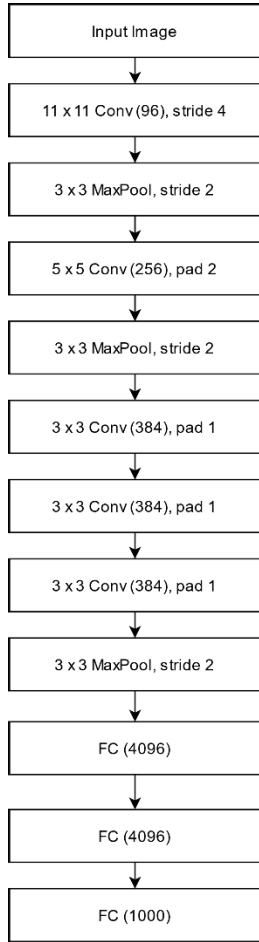 Input Image
11 x 11 Conv (96), stride 4
3 x 3 MaxPool, stride 2
5 x 5 Conv (256), pad 2
3 x 3 MaxPool, stride 2
3 x 3 Conv (384), pad 1
3 x 3 Conv (384), pad 1
3 x 3 Conv (384), pad 1
3 x 3 MaxPool, stride 2
FC (4096)
FC (4096)
FC (1000)